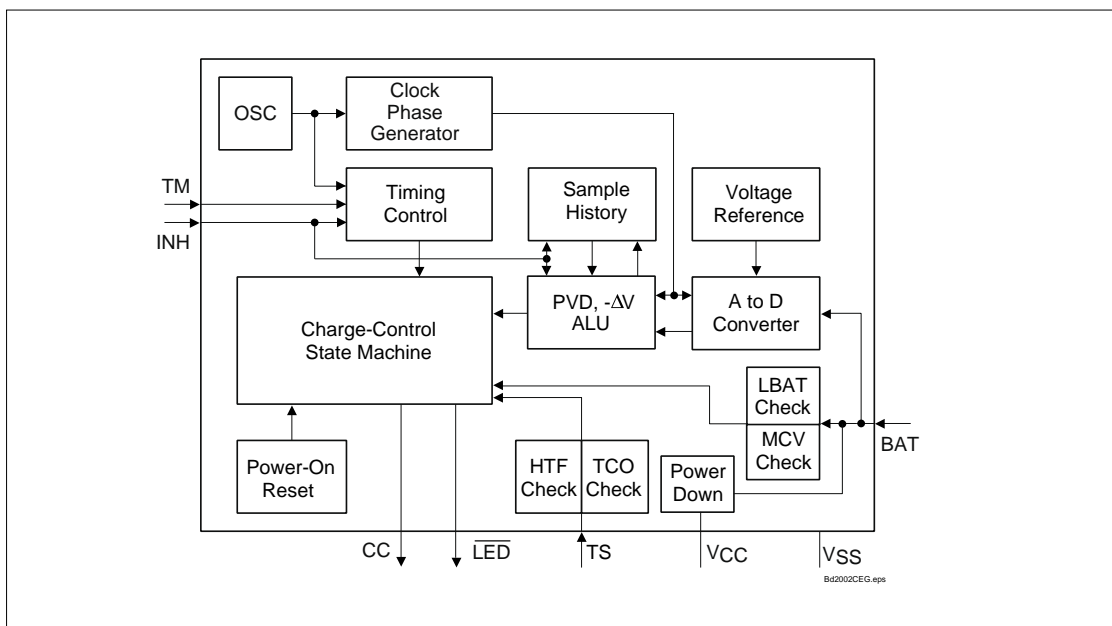 OSC
Clock
Phase
Generator
TM
INH
Timing
Control
Sample
History
Voltage
Reference
Charge-Control
State Machine
PVD, -ΔV
ALU
A to D
Converter
LBAT
Check
MCV
Check
BAT
Power-On
Reset
HTF
Check
TCO
Check
Power
Down
CC
LED
TS
VCC
VSS
Bd2002CEG.eps